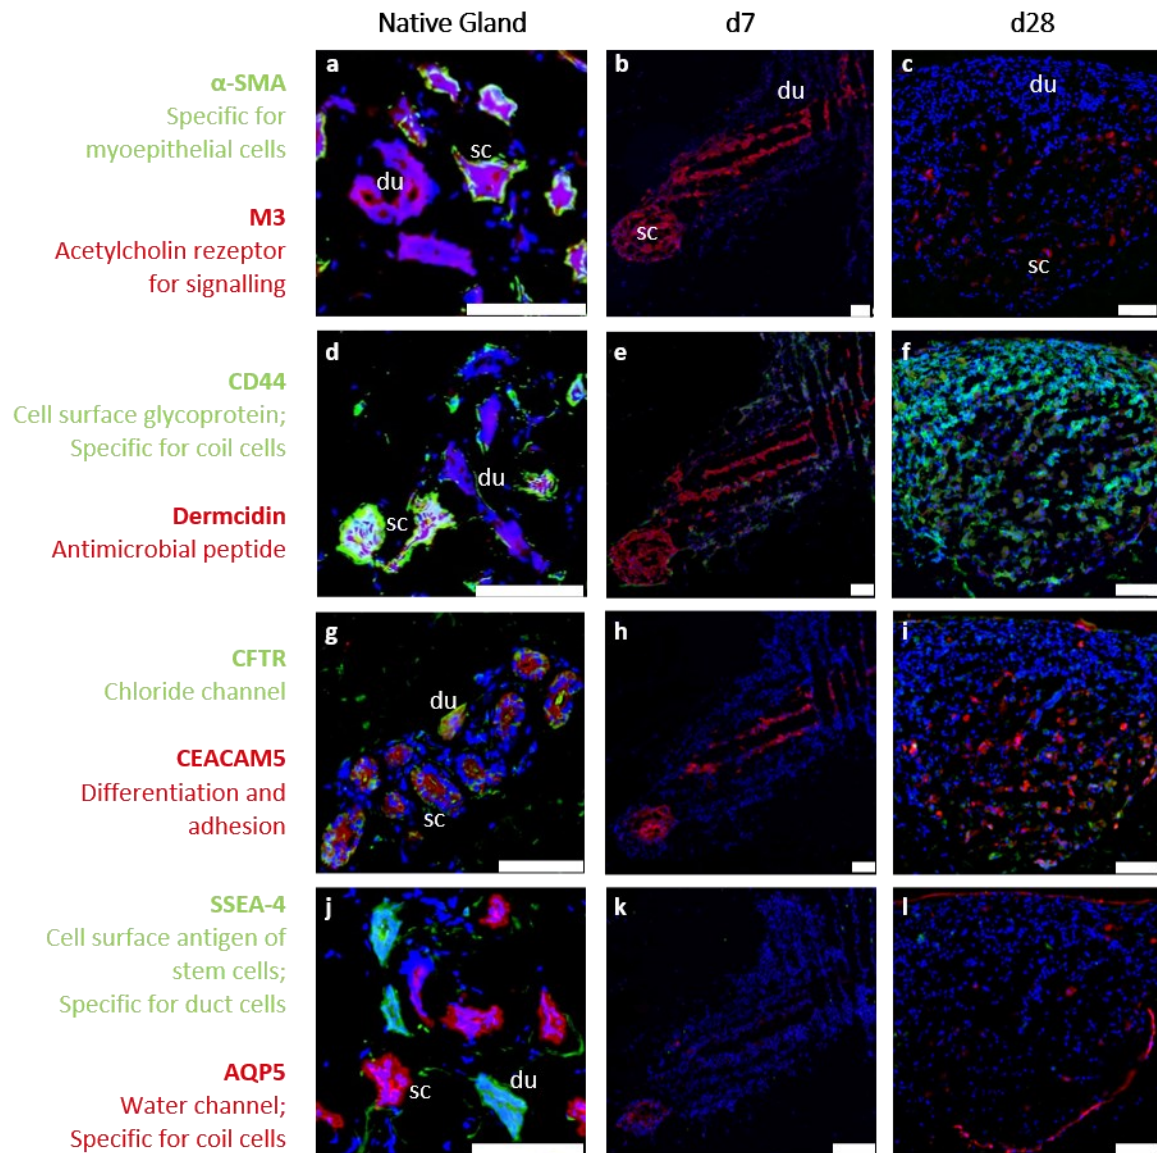 Native Gland
d7
d28
α-SMA
Specific for
myoepithelial cells
M3
Acetylcholin rezeptor
for signalling
a
sc
du
b
du
sc
c
du
sc
CD44
Cell surface glycoprotein;
Specific for coil cells
Dermcidin
Antimicrobial peptide
d
du
sc
e
f
CFTR
Chloride channel
CEACAM5
Differentiation and
adhesion
g
du
sc
h
i
SSEA-4
Cell surface antigen of
stem cells;
Specific for duct cells
AQP5
Water channel;
Specific for coil cells
j
sc
du
k
l